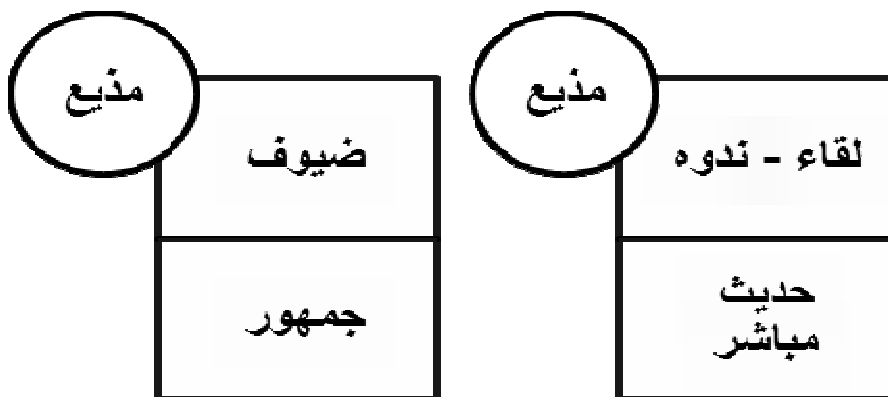 مذيع
لقاء - ندوه
حديث
مباشر
مذيع
ضيوف
جمهور